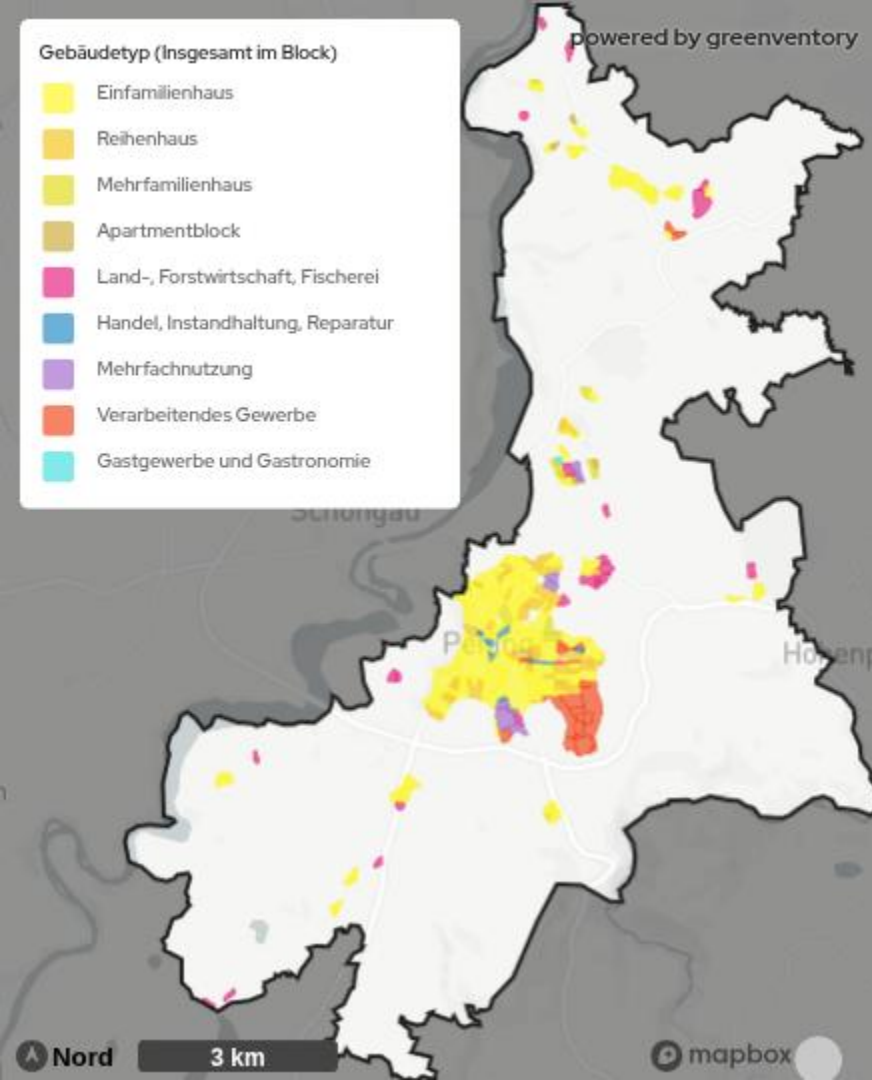 powered by greenventory
Gebäudetyp (Insgesamt im Block)
Einfamilienhaus
Reihenhaus
Mehrfamilienhaus
Apartmentblock
Land-, Forstwirtschaft, Fischerei
Handel, Instandhaltung, Reparatur
Mehrfachnutzung
Verarbeitendes Gewerbe
Gastgewerbe und Gastronomie
Schongau
Nord
3 km
mapbox